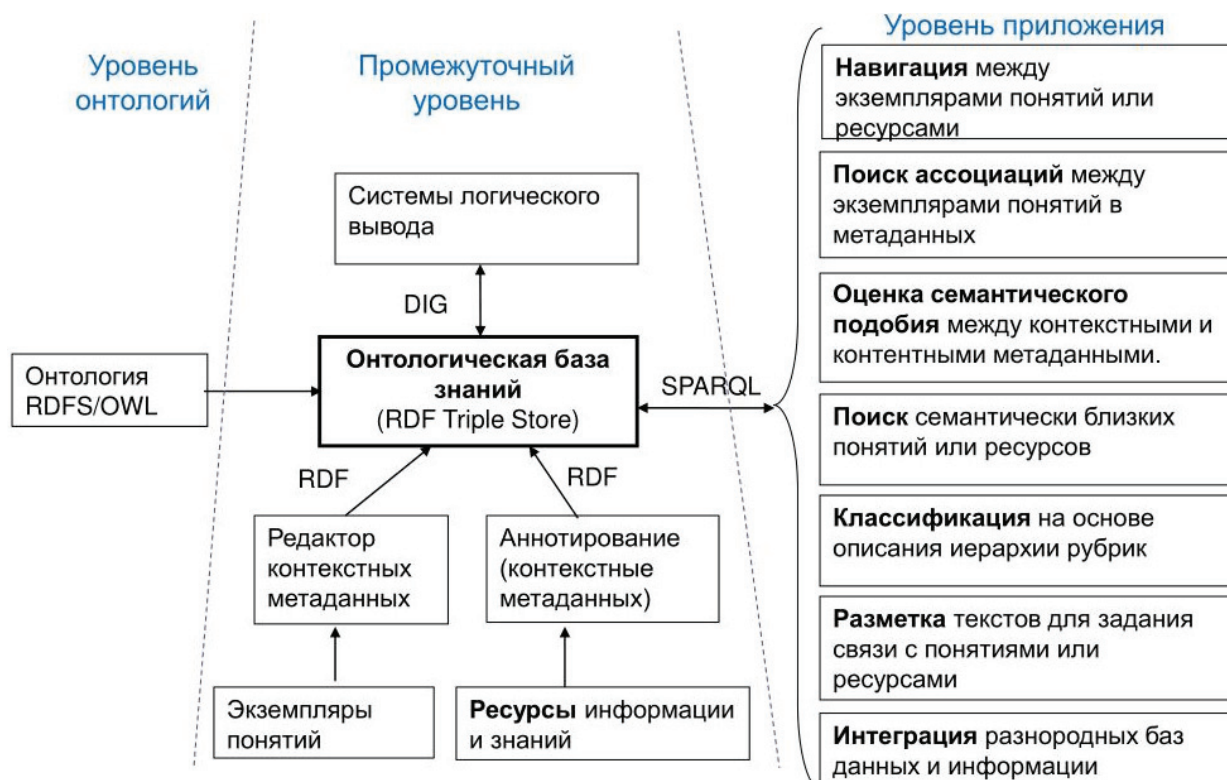 Уровень
онтологий
Промежуточный
уровень
Уровень приложения
Онтология
RDFS/OWL
Системы логического
вывода
DIG
Онтологическая база
знаний
(RDF Triple Store)
SPARQL
RDF
RDF
Редактор
контекстных
метаданных
Аннотирование
(контекстные
метаданных)
Экземпляры
понятий
Ресурсы информации
и знаний
Навигация между
экземплярами понятий или
ресурсами
Поиск ассоциаций между
экземплярами понятий в
метаданных
Оценка семантического
подобия между контекстными и
контентными метаданными.
Поиск семантически близких
понятий или ресурсов
Классификация на основе
описания иерархии рубрик
Разметка текстов для задания
связи с понятиями или
ресурсами
Интеграция разнородных баз
данных и информации